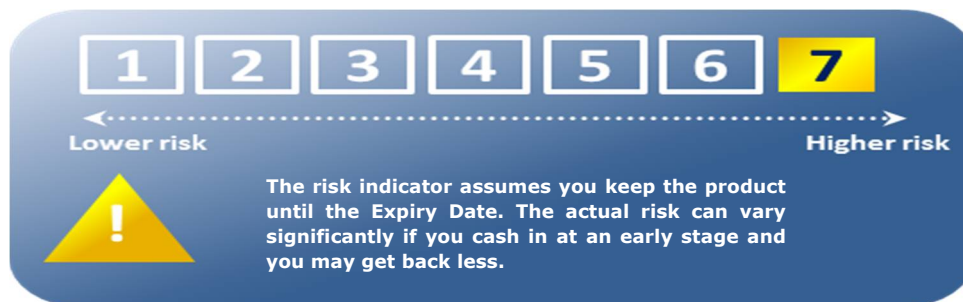 1 2 3 4 5 6 7
Lower risk Higher risk
!
The risk indicator assumes you keep the product
until the Expiry Date. The actual risk can vary
significantly if you cash in at an early stage and
you may get back less.